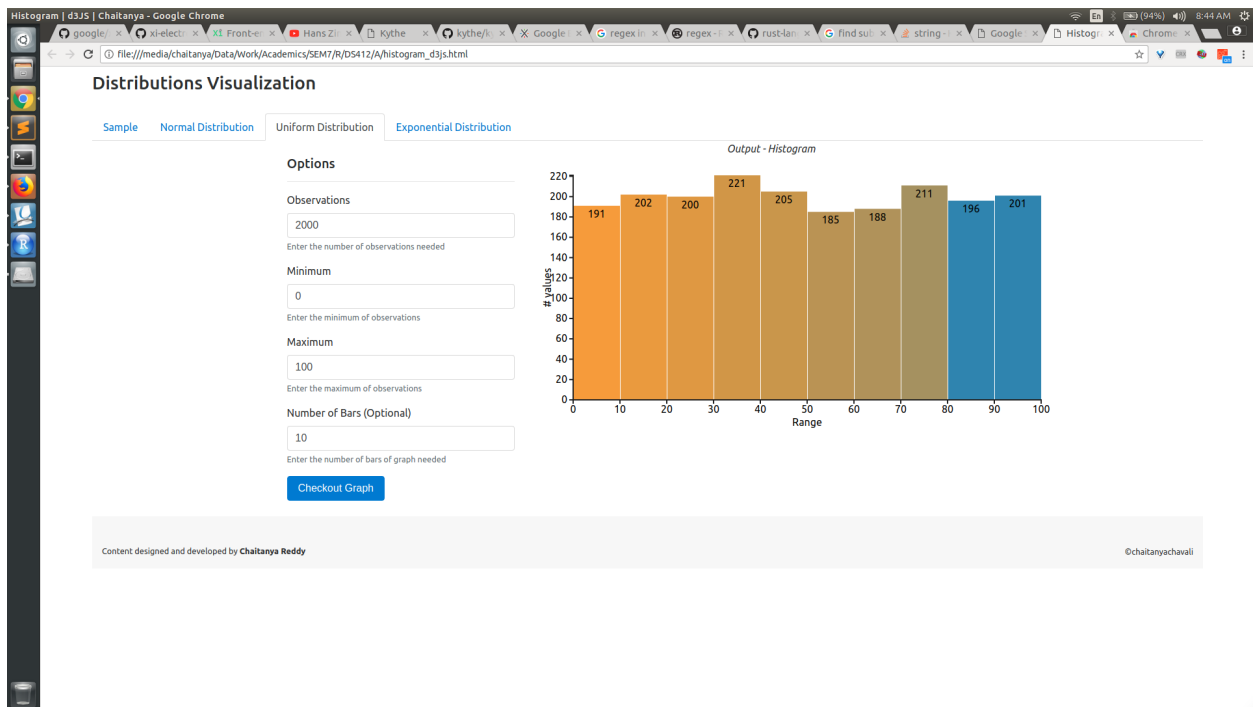 Histogram | d3JS | Chaitanya - Google Chrome
En (94%) 8:44 AM
google/ xi-electr Front-en Hans Zi Kythe kythe/k Google regex in regex - rust-lan find sub string - Google Histogr Chrome
file:///media/chaitanya/Data/Work/Academics/SEM7/R/DS412/A/histogram_d3js.html
Distributions Visualization
Sample Normal Distribution Uniform Distribution Exponential Distribution
Options
Observations
2000
Enter the number of observations needed
Minimum
0
Enter the minimum of observations
Maximum
100
Enter the maximum of observations
Number of Bars (Optional)
10
Enter the number of bars of graph needed
Checkout Graph
Output - Histogram
220
200
180
160
140
120
100
80
60
40
20
0
# values
191 202 200 221 205 185 188 211 196 201
0 10 20 30 40 50 60 70 80 90 100
Range
Content designed and developed by Chaitanya Reddy
©chaitanyachavali